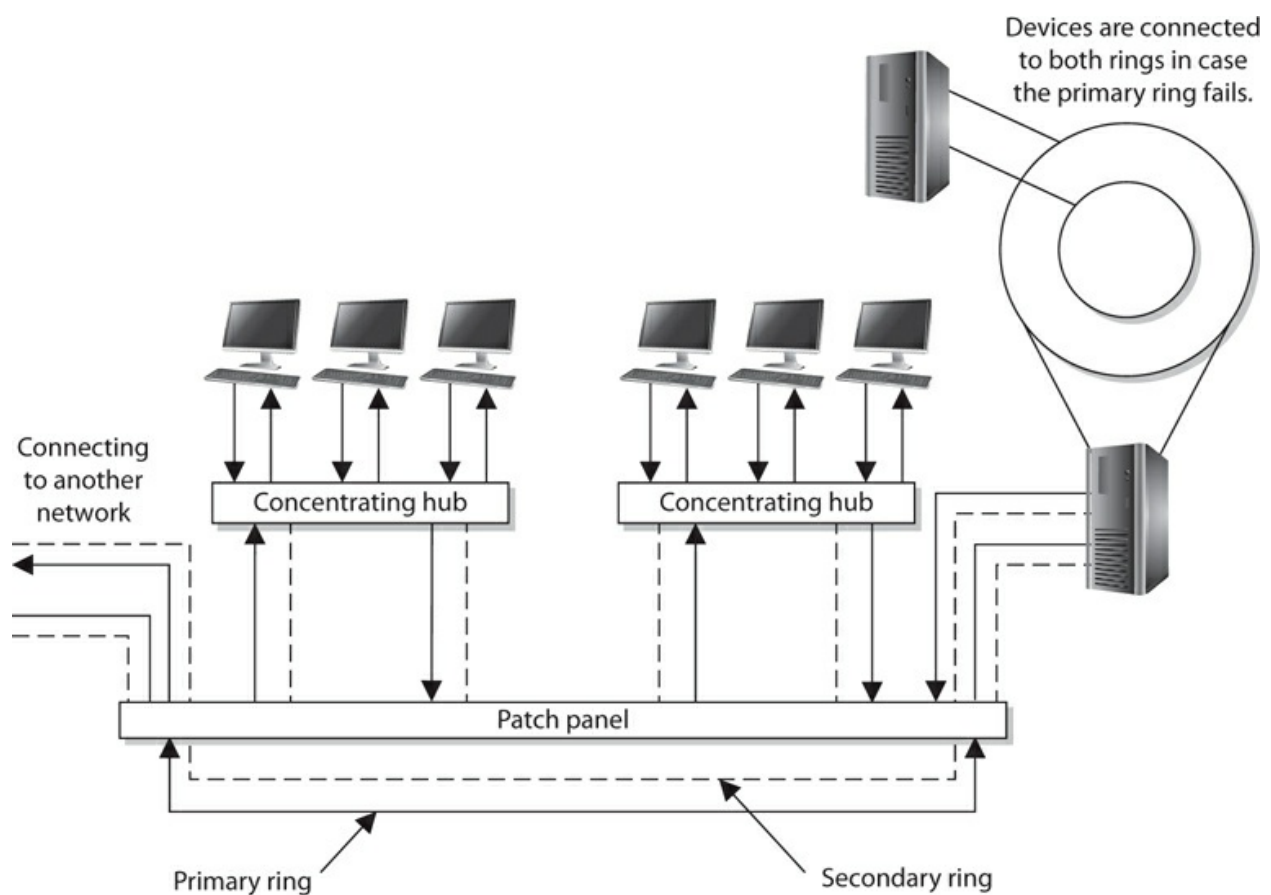 Devices are connected
to both rings in case
the primary ring fails.
Connecting
to another
network
Concentrating hub
Concentrating hub
Patch panel
Primary ring
Secondary ring